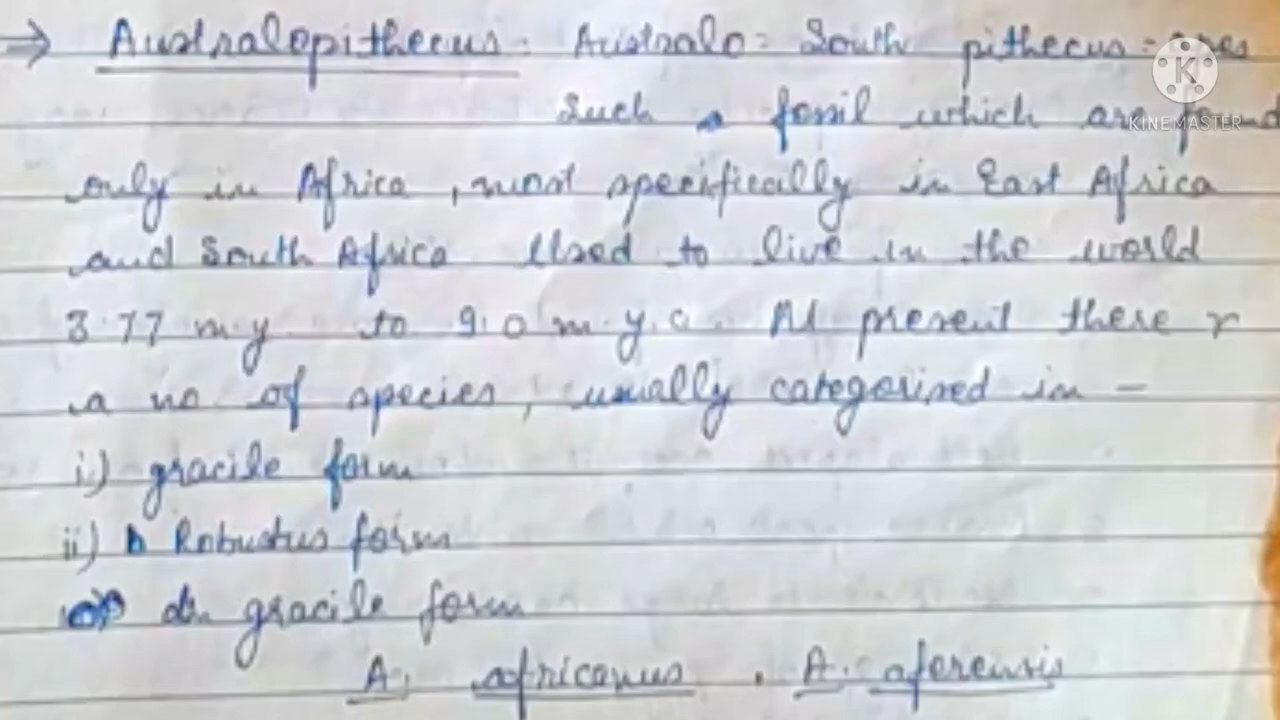 → Australopithecus: Australo = South pithecus = apes
Such a fossil which are found
only in Africa, most specifically in East Africa
and South Africa Used to live in the world
3.77 m.y to 9.0 m.y.a. At present there r
a no of species, usually categorised in –
i) gracile form
ii) Robustus form
gracile form
A. africanus . A. aferensis
K
KINEMASTER